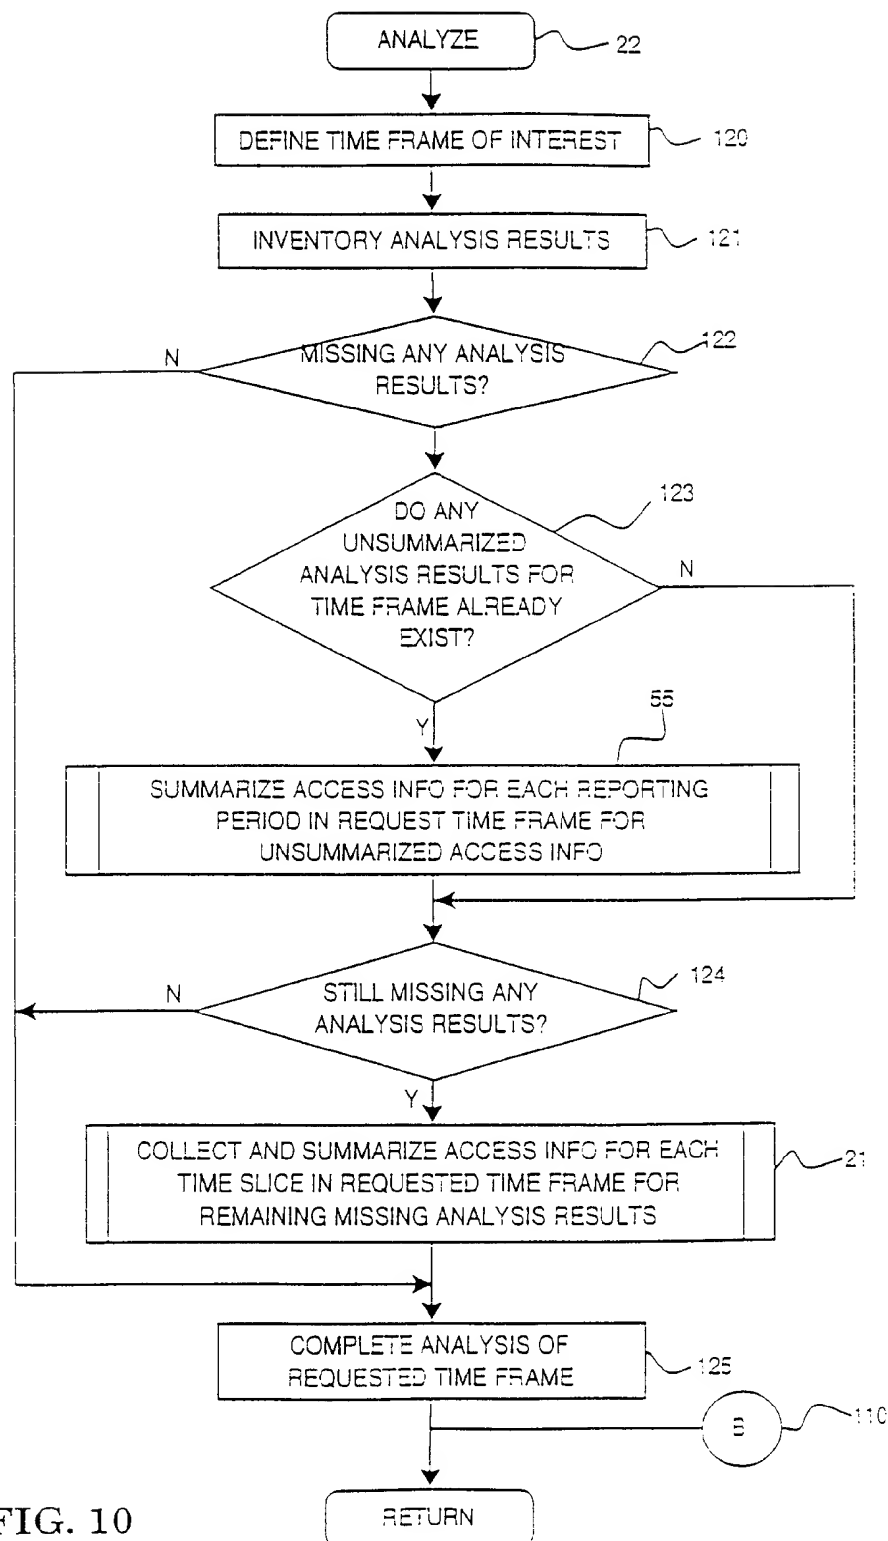 ANALYZE
22
DEFINE TIME FRAME OF INTEREST
120
INVENTORY ANALYSIS RESULTS
121
MISSING ANY ANALYSIS
RESULTS?
122
N
DO ANY
UNSUMMARIZED
ANALYSIS RESULTS FOR
TIME FRAME ALREADY
EXIST?
123
N
Y
55
SUMMARIZE ACCESS INFO FOR EACH REPORTING
PERIOD IN REQUEST TIME FRAME FOR
UNSUMMARIZED ACCESS INFO
STILL MISSING ANY
ANALYSIS RESULTS?
124
N
Y
COLLECT AND SUMMARIZE ACCESS INFO FOR EACH
TIME SLICE IN REQUESTED TIME FRAME FOR
REMAINING MISSING ANALYSIS RESULTS
21
COMPLETE ANALYSIS OF
REQUESTED TIME FRAME
125
B
110
RETURN
FIG. 10